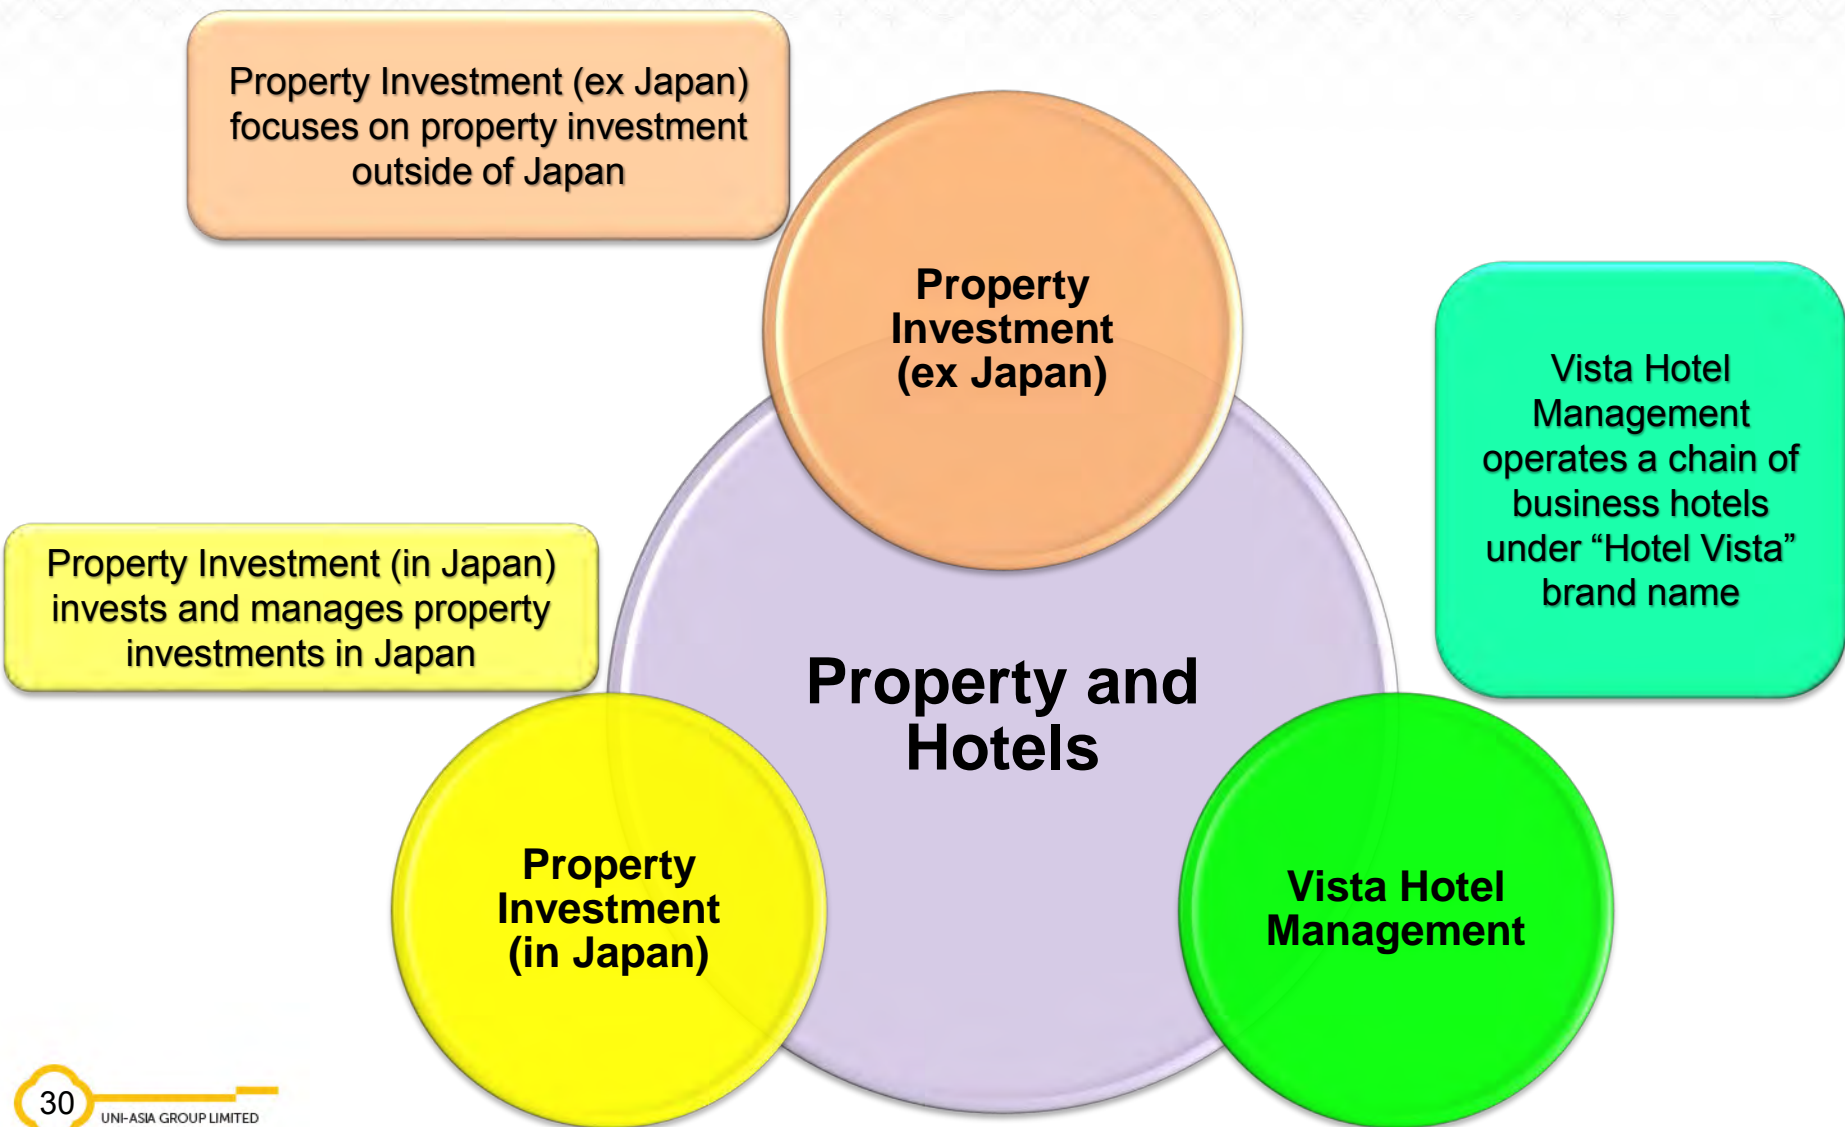 Property Investment (ex Japan)
focuses on property investment
outside of Japan
Property
Investment
(ex Japan)
Vista Hotel
Management
operates a chain of
business hotels
under “Hotel Vista”
brand name
Property Investment (in Japan)
invests and manages property
investments in Japan
Property and
Hotels
Property
Investment
(in Japan)
Vista Hotel
Management
30
UNI-ASIA GROUP LIMITED